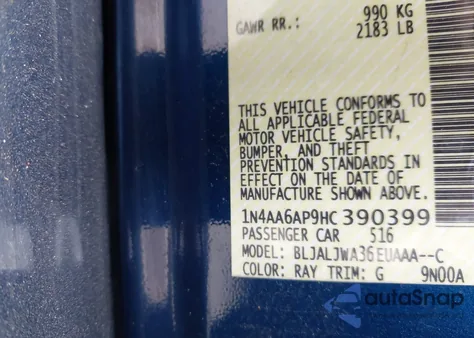 990 KG
GAWR RR.: 2183 LB
THIS VEHICLE CONFORMS TO
ALL APPLICABLE FEDERAL
MOTOR VEHICLE SAFETY,
BUMPER, AND THEFT
PREVENTION STANDARDS IN
EFFECT ON THE DATE OF
MANUFACTURE SHOWN ABOVE.
1N4AA6AP9HC390399
PASSENGER CAR 516
MODEL: BLJALJWA36EUAAA--C
COLOR: RAY TRIM: G 9N00A
autoSnap